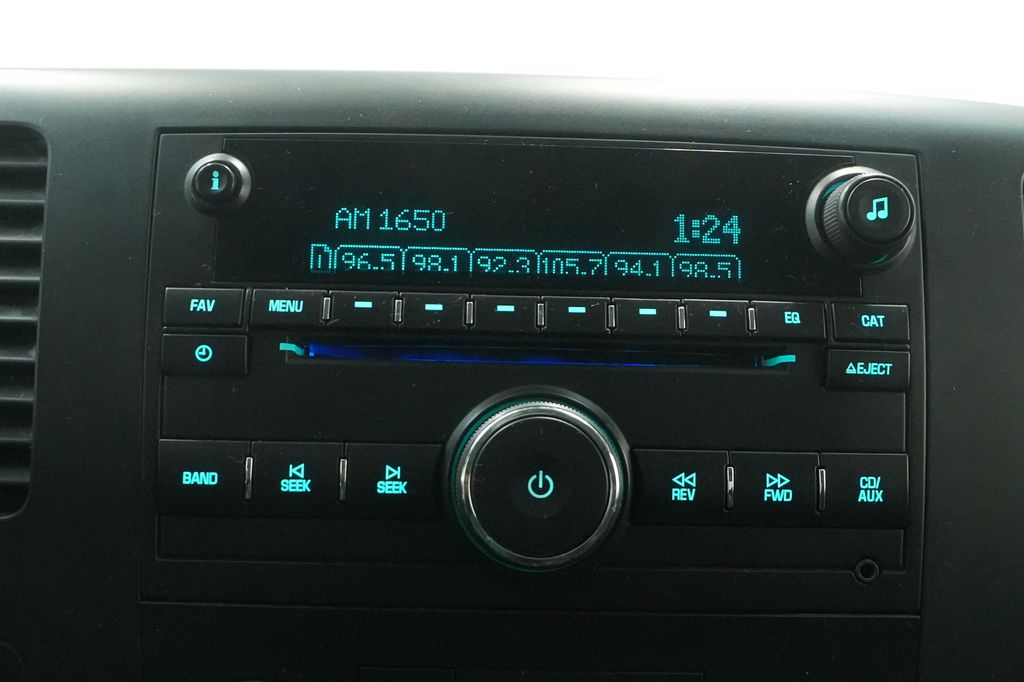 i
AM 1650 1:24
1 96.5 98.1 92.3 105.7 94.1 98.5
FAV MENU EQ CAT
EJECT
BAND SEEK SEEK REV FWD CD/
AUX